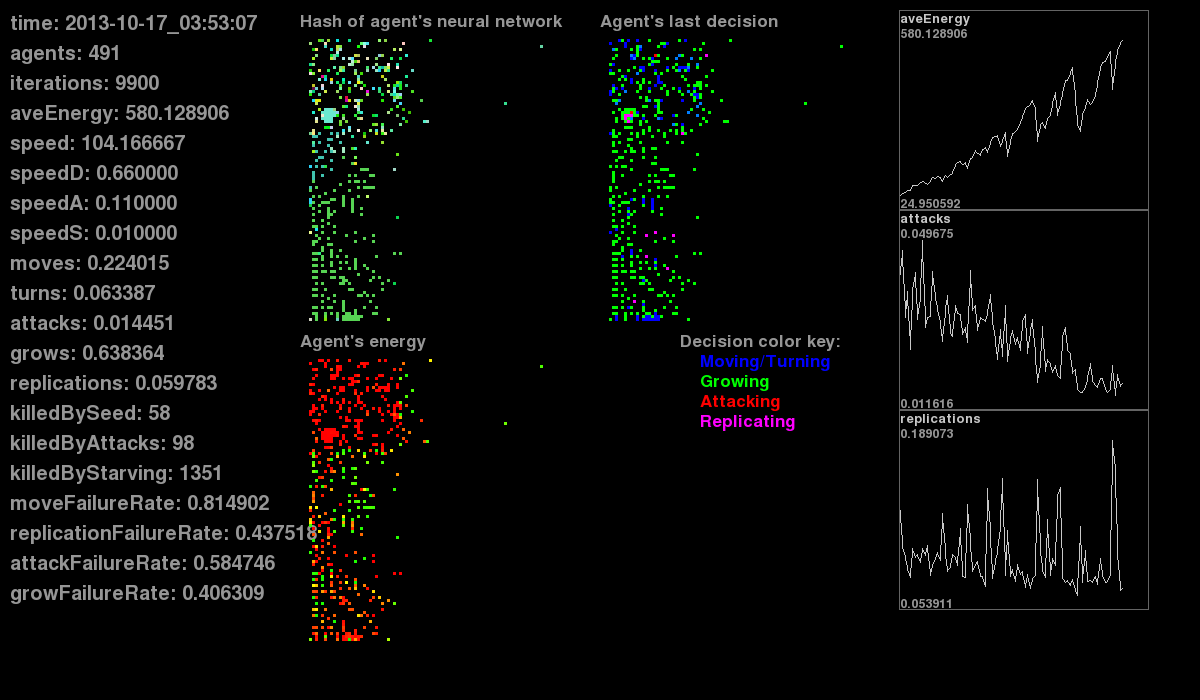 time: 2013-10-17_03:53:07
agents: 491
iterations: 9900
aveEnergy: 580.128906
speed: 104.166667
speedD: 0.660000
speedA: 0.110000
speedS: 0.010000
moves: 0.224015
turns: 0.063387
attacks: 0.014451
grows: 0.638364
replications: 0.059783
killedBySeed: 58
killedByAttacks: 98
killedByStarving: 1351
moveFailureRate: 0.814902
replicationFailureRate: 0.437518
attackFailureRate: 0.584746
growFailureRate: 0.406309
Hash of agent's neural network
Agent's last decision
Agent's energy
Decision color key:
Moving/Turning
Growing
Attacking
Replicating
aveEnergy
580.128906
24.950592
attacks
0.049675
0.011616
replications
0.189073
0.053911